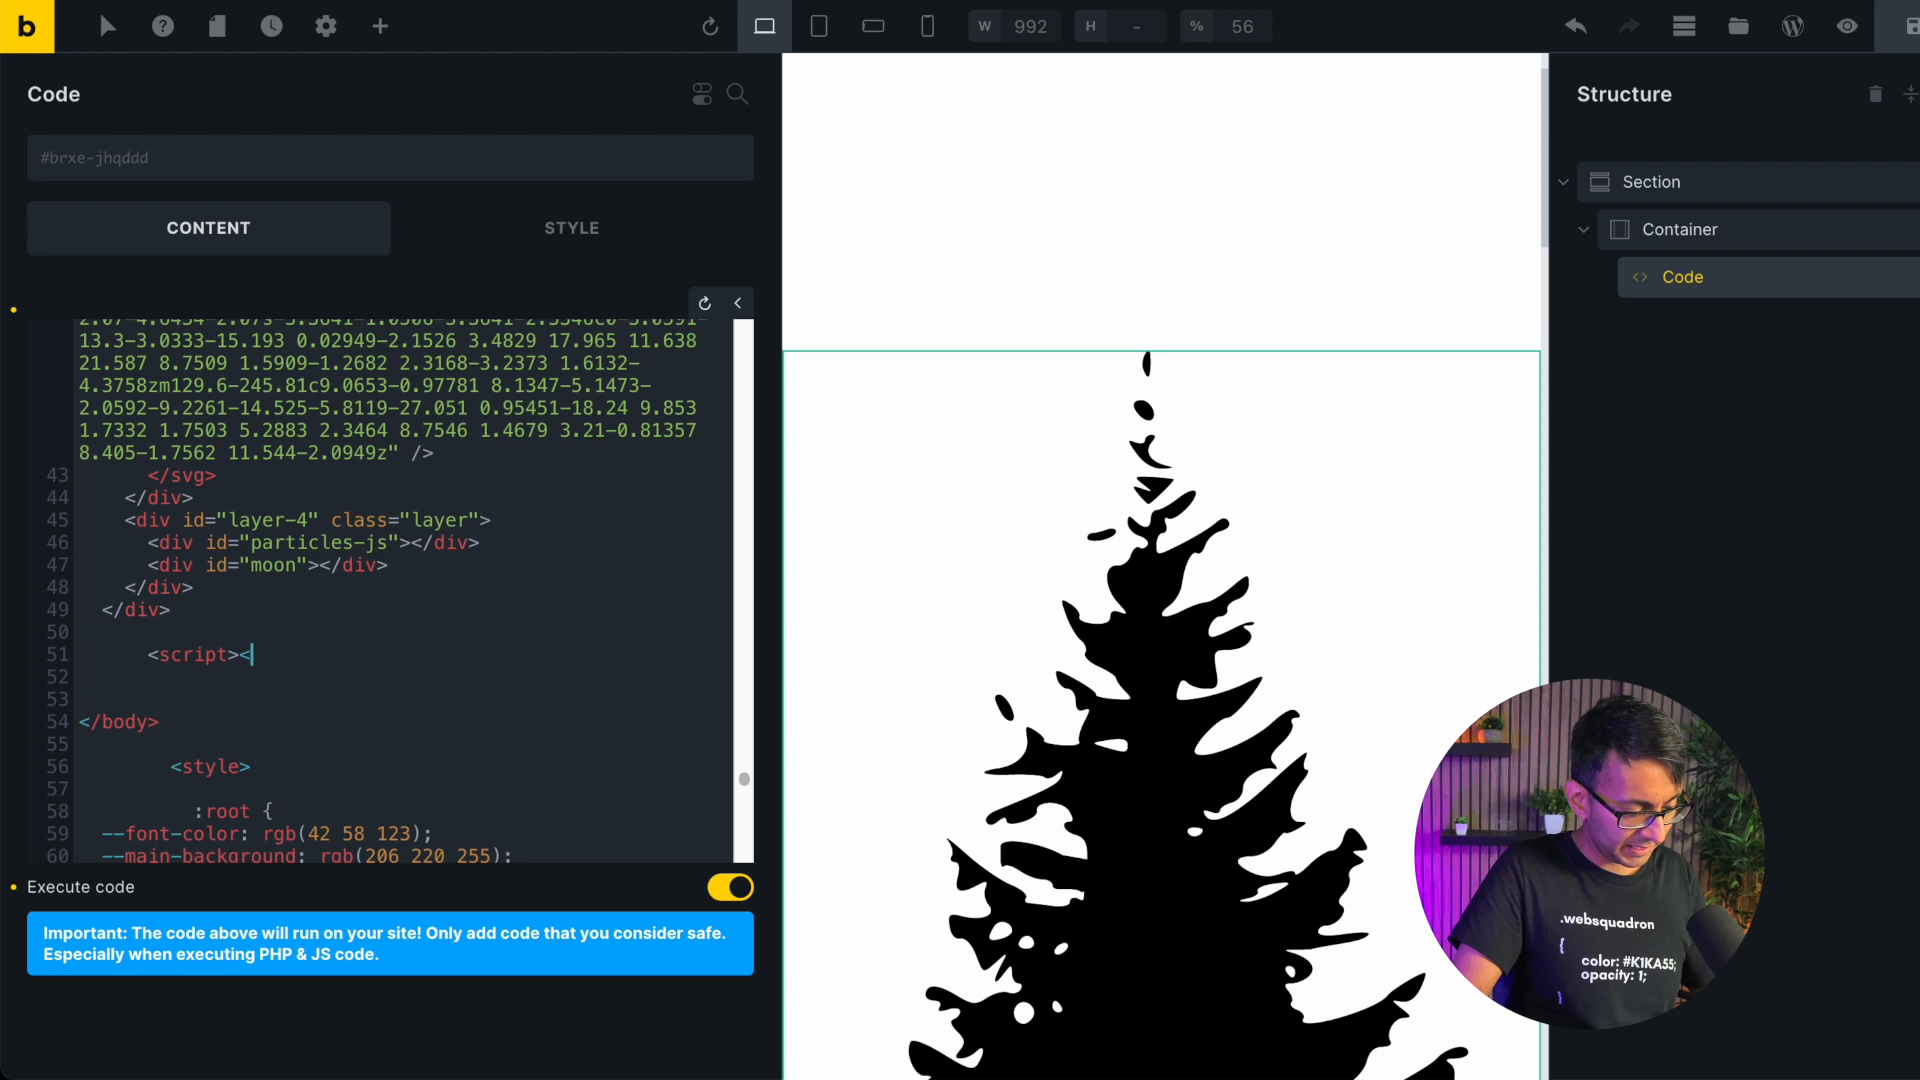 b
W 992 H - % 56
Code
#brxe-jhqddd
CONTENT STYLE
13.3-3.0333-15.193 0.02949-2.1526 3.4829 17.965 11.638
21.587 8.7509 1.5909-1.2682 2.3168-3.2373 1.6132-
4.3758zm129.6-245.81c9.0653-0.97781 8.1347-5.1473-
2.0592-9.2261-14.525-5.8119-27.051 0.95451-18.24 9.853
1.7332 1.7503 5.2883 2.3464 8.7546 1.4679 3.21-0.81357
8.405-1.7562 11.544-2.0949z" />
43 </svg>
44 </div>
45 <div id="layer-4" class="layer">
46 <div id="particles-js"></div>
47 <div id="moon"></div>
48 </div>
49 </div>
50
51 <script><
52
53
54 </body>
55
56 <style>
57
58 :root {
59 --font-color: rgb(42 58 123);
60 --main-background: rgb(206 220 255);
Execute code
Important: The code above will run on your site! Only add code that you consider safe.
Especially when executing PHP & JS code.
Structure
Section
Container
Code
.websquadron
{
color: #K1KA55;
opacity: 1;
}